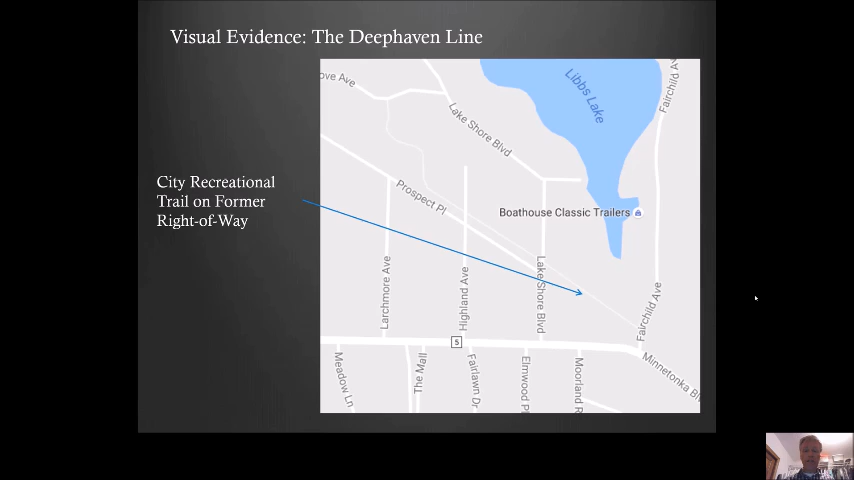 Visual Evidence: The Deephaven Line
City Recreational
Trail on Former
Right-of-Way
ove Ave
Libbs Lake
Fairchild A
Lake Shore Blvd
Prospect Pl
Boathouse Classic Trailers
Larchmore Ave
Highland Ave
Lake Shore Blvd
Fairchild Ave
5
Meadow Ln
The Mall
Fairlawn Dr
Elmwood Pl
Moorland R
Minnetonka Bl